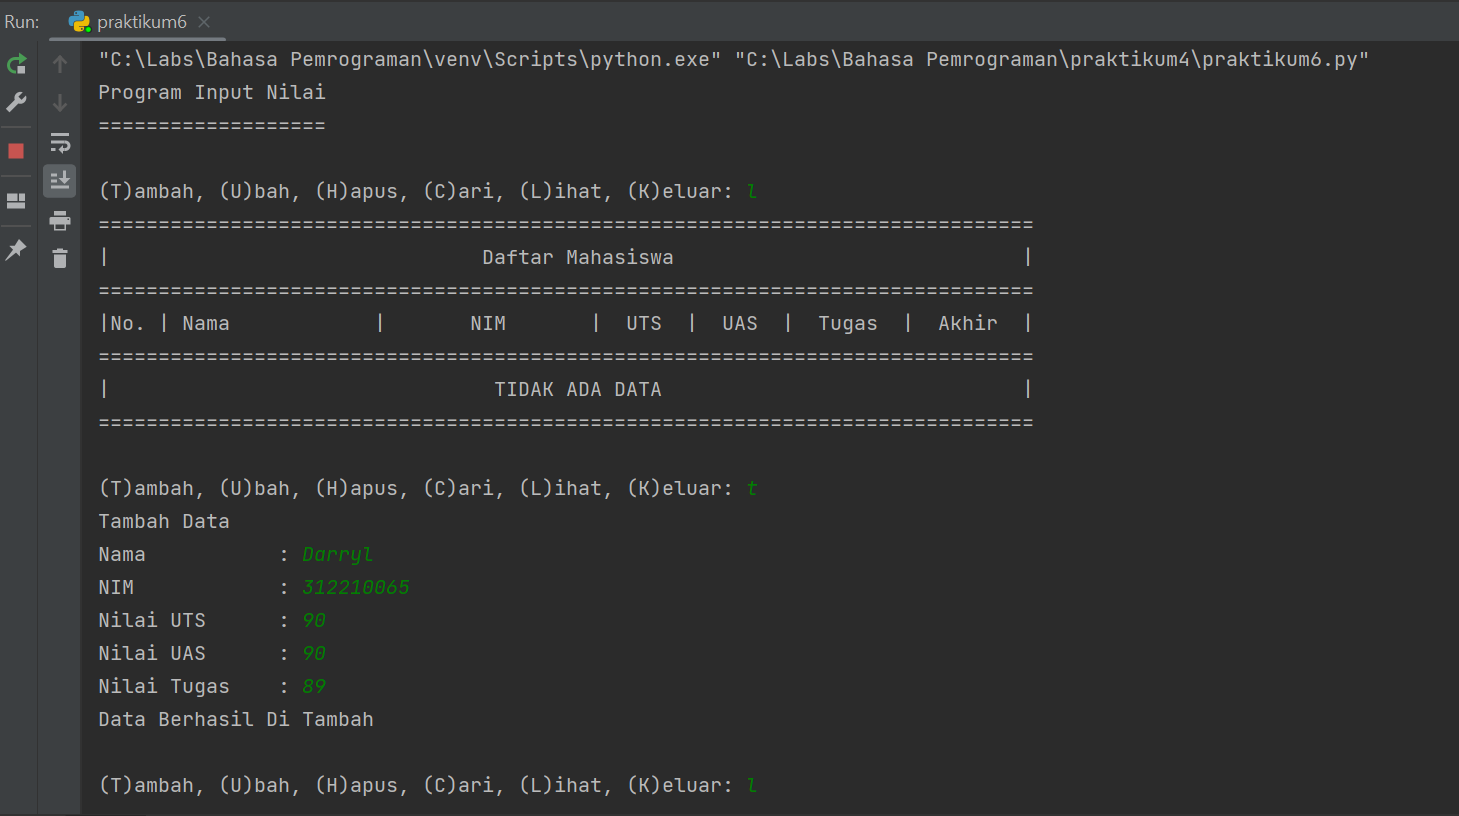 Run: praktikum6
"C:\Labs\Bahasa Pemrograman\venv\Scripts\python.exe" "C:\Labs\Bahasa Pemrograman\praktikum4\praktikum6.py"
Program Input Nilai
===================
(T)ambah, (U)bah, (H)apus, (C)ari, (L)ihat, (K)eluar: l
==============================================================================
|                               Daftar Mahasiswa                             |
==============================================================================
|No. | Nama            |       NIM       |  UTS  |  UAS  |  Tugas  |  Akhir  |
==============================================================================
|                                TIDAK ADA DATA                              |
==============================================================================
(T)ambah, (U)bah, (H)apus, (C)ari, (L)ihat, (K)eluar: t
Tambah Data
Nama           : Darryl
NIM            : 312210065
Nilai UTS      : 90
Nilai UAS      : 90
Nilai Tugas    : 89
Data Berhasil Di Tambah
(T)ambah, (U)bah, (H)apus, (C)ari, (L)ihat, (K)eluar: l